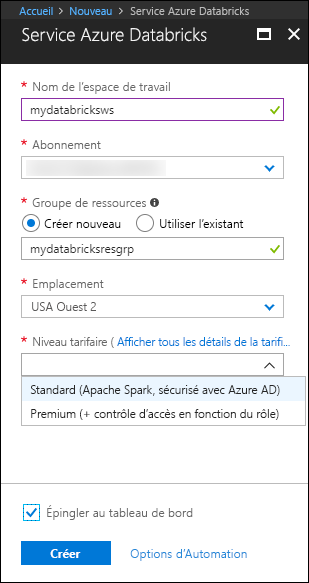 Accueil > Nouveau > Service Azure Databricks
Service Azure Databricks
* Nom de l'espace de travail
mydatabricksws
* Abonnement
* Groupe de ressources
Créer nouveau Utiliser l'existant
mydatabricksresgrp
* Emplacement
USA Ouest 2
* Niveau tarifaire ( Afficher tous les détails de la tarifi...
Standard (Apache Spark, sécurisé avec Azure AD)
Premium (+ contrôle d'accès en fonction du rôle)
Épingler au tableau de bord
Créer Options d'Automation